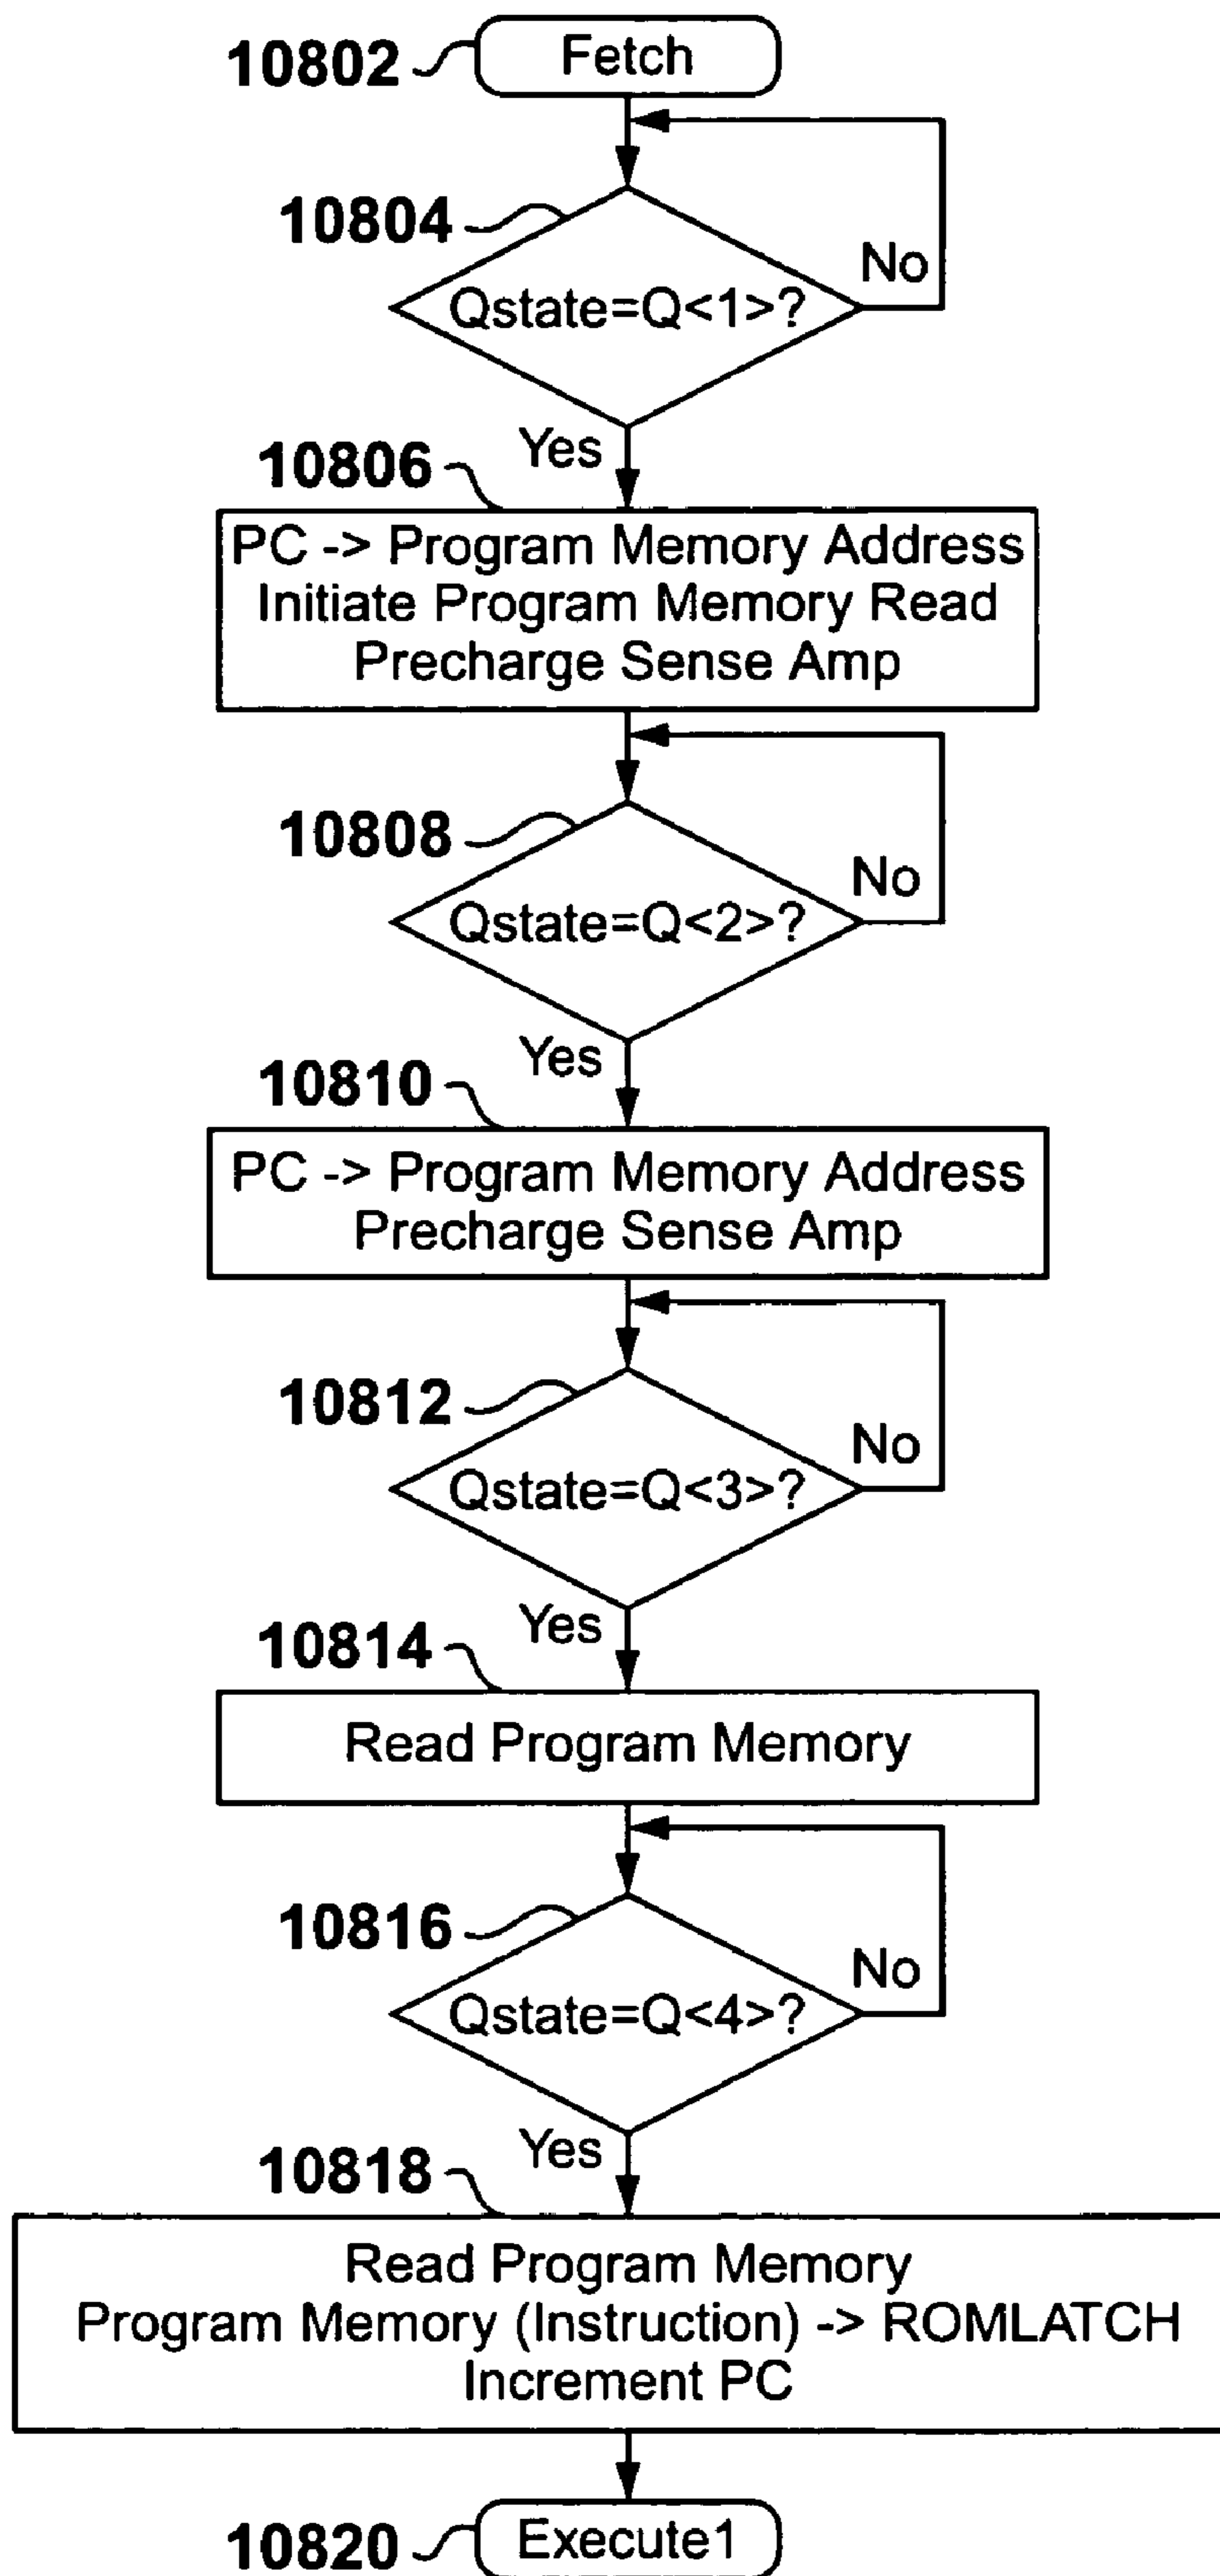 10802
Fetch
10804
No
Qstate=Q<1>?
Yes
10806
PC -> Program Memory Address
Initiate Program Memory Read
Precharge Sense Amp
10808
No
Qstate=Q<2>?
Yes
10810
PC -> Program Memory Address
Precharge Sense Amp
10812
No
Qstate=Q<3>?
Yes
10814
Read Program Memory
10816
No
Qstate=Q<4>?
Yes
10818
Read Program Memory
Program Memory (Instruction) -> ROMLATCH
Increment PC
10820
Execute1